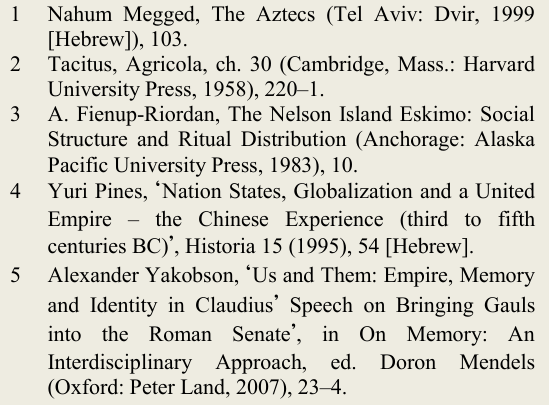 1 Nahum Megged, The Aztecs (Tel Aviv: Dvir, 1999
[Hebrew]), 103.
2 Tacitus, Agricola, ch. 30 (Cambridge, Mass.: Harvard
University Press, 1958), 220–1.
3 A. Fienup-Riordan, The Nelson Island Eskimo: Social
Structure and Ritual Distribution (Anchorage: Alaska
Pacific University Press, 1983), 10.
4 Yuri Pines, ‘Nation States, Globalization and a United
Empire – the Chinese Experience (third to fifth
centuries BC)’, Historia 15 (1995), 54 [Hebrew].
5 Alexander Yakobson, ‘Us and Them: Empire, Memory
and Identity in Claudius’ Speech on Bringing Gauls
into the Roman Senate’, in On Memory: An
Interdisciplinary Approach, ed. Doron Mendels
(Oxford: Peter Land, 2007), 23–4.